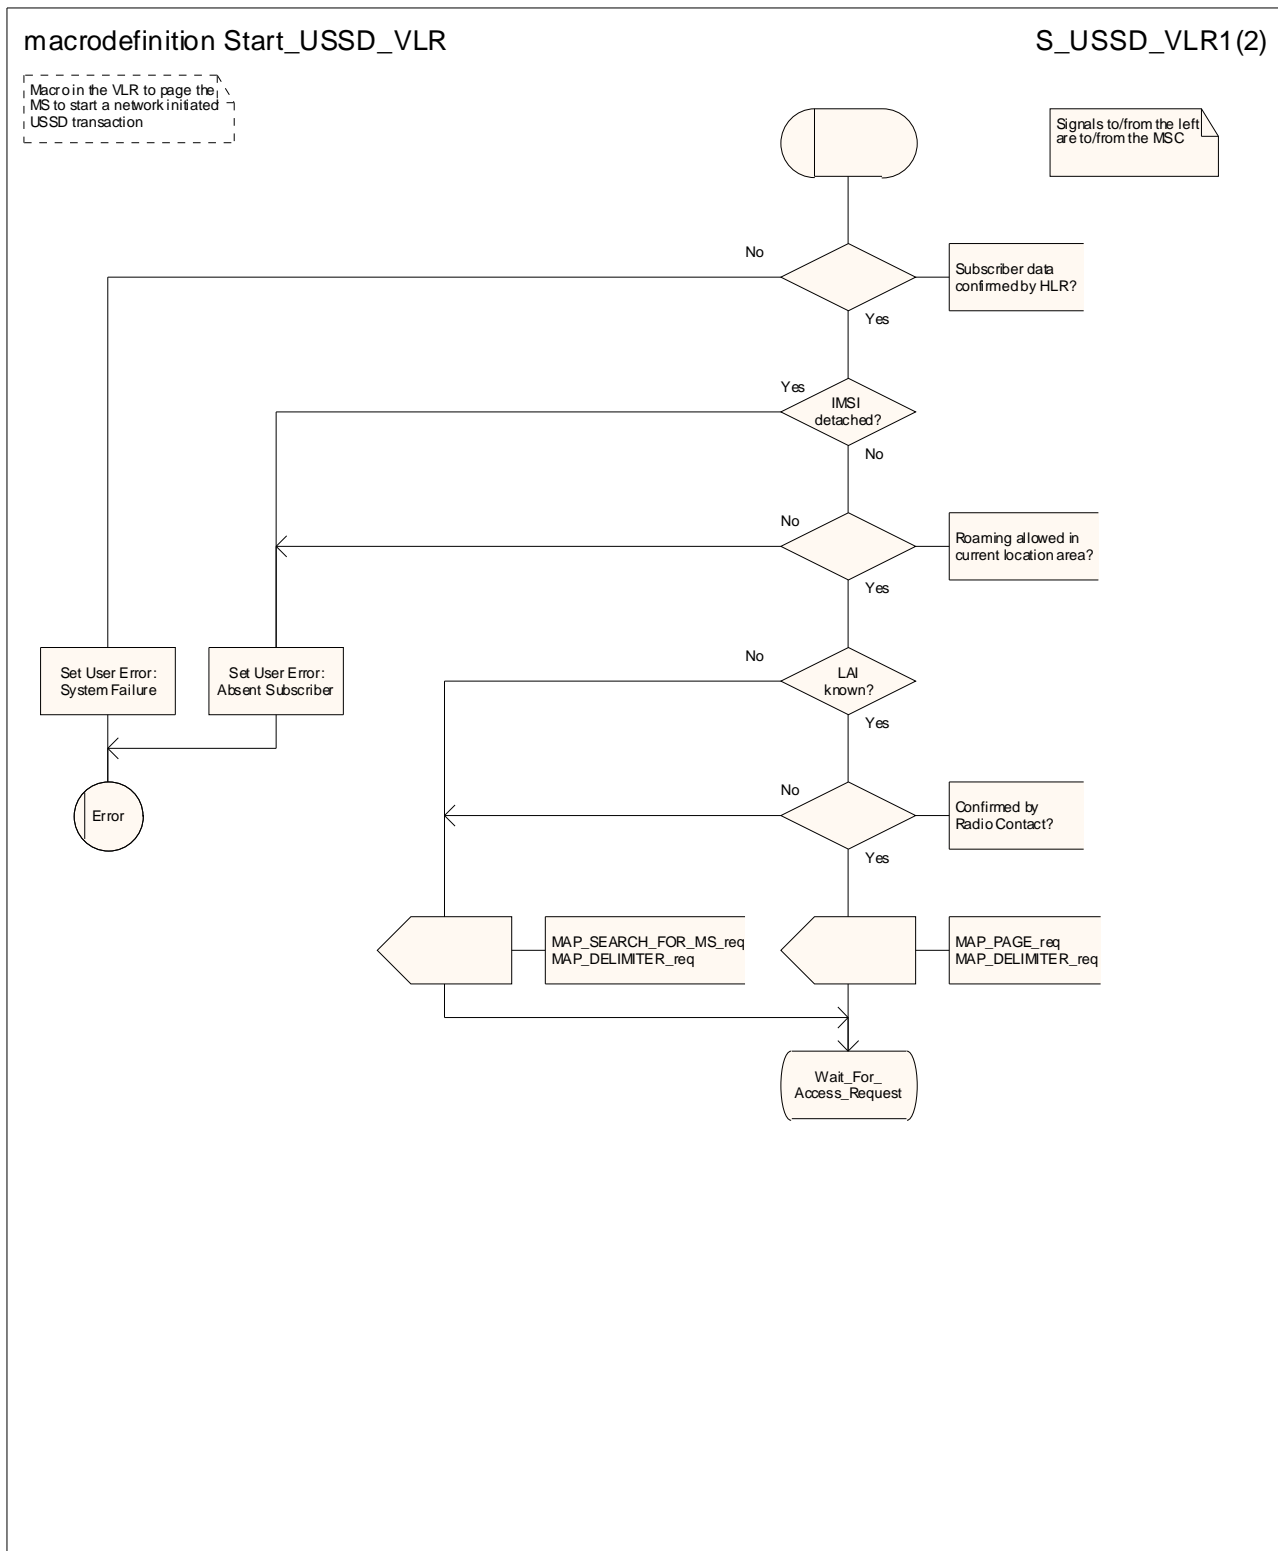 macrodefinition Start_USSD_VLR
S_USSD_VLR1(2)
Macro in the VLR to page the
MS to start a network initiated
USSD transaction
Signals to/from the left
are to/from the MSC
No
Subscriber data
confirmed by HLR?
Yes
Yes
IMSI
detached?
No
No
Roaming allowed in
current location area?
Yes
Set User Error:
System Failure
Set User Error:
Absent Subscriber
No
LAI
known?
Yes
No
Error
Confirmed by
Radio Contact?
Yes
MAP_SEARCH_FOR_MS_req
MAP_DELIMITER_req
MAP_PAGE_req
MAP_DELIMITER_req
Wait_For_
Access_Request